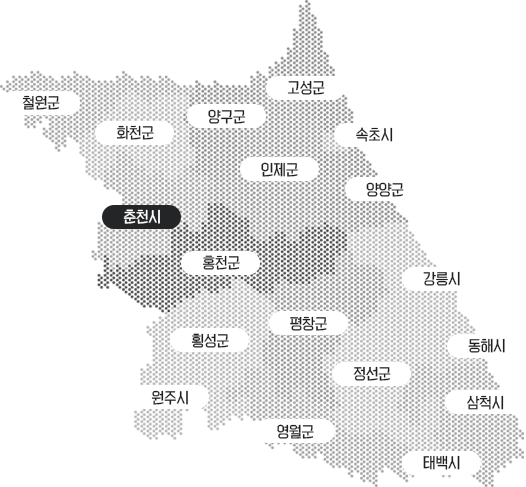 고성군
철원군
양구군
화천군
속초시
인제군
양양군
춘천시
홍천군
강릉시
평창군
횡성군
동해시
정선군
원주시
삼척시
영월군
태백시